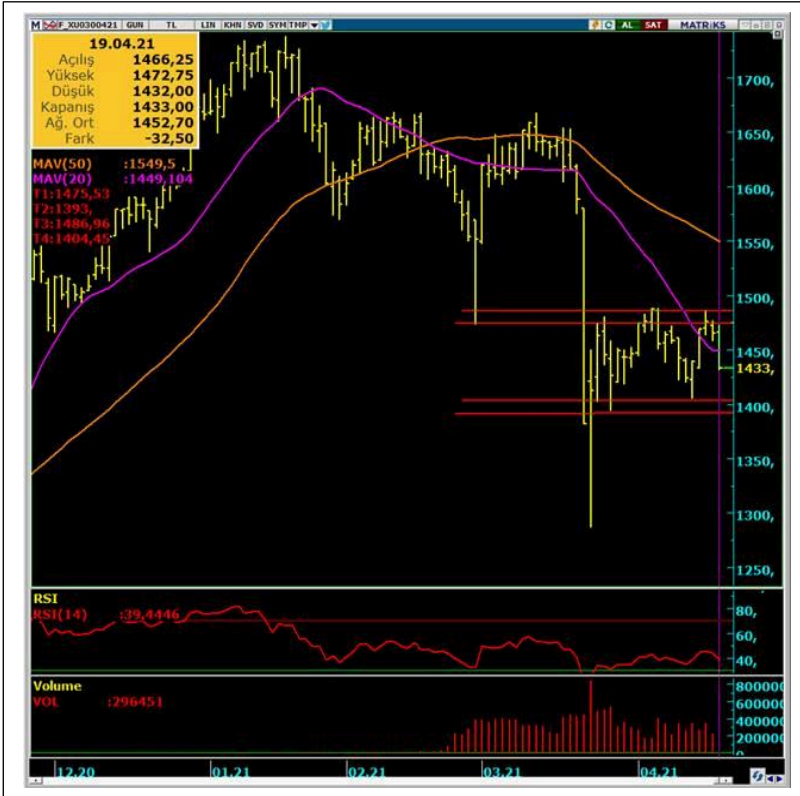 M F_XU0300421 GUN TL LIN KHN SVD SYM TMP C AL SAT MATRİKS
19.04.21
Açılış 1466,25
Yüksek 1472,75
Düşük 1432,00
Kapanış 1433,00
Ağ. Ort 1452,70
Fark -32,50
MAV(50) :1549,5
MAV(20) :1449,104
T1:1475,53
T2:1393,
T3:1486,96
T4:1404,45
1700,
1650,
1600,
1550,
1500,
1450,
1433,
1400,
1350,
1300,
1250,
RSI
RSI(14) :39,4446
80,
60,
40,
Volume
VOL :296451
800000
600000
400000
200000
0
12.20 01.21 02.21 03.21 04.21